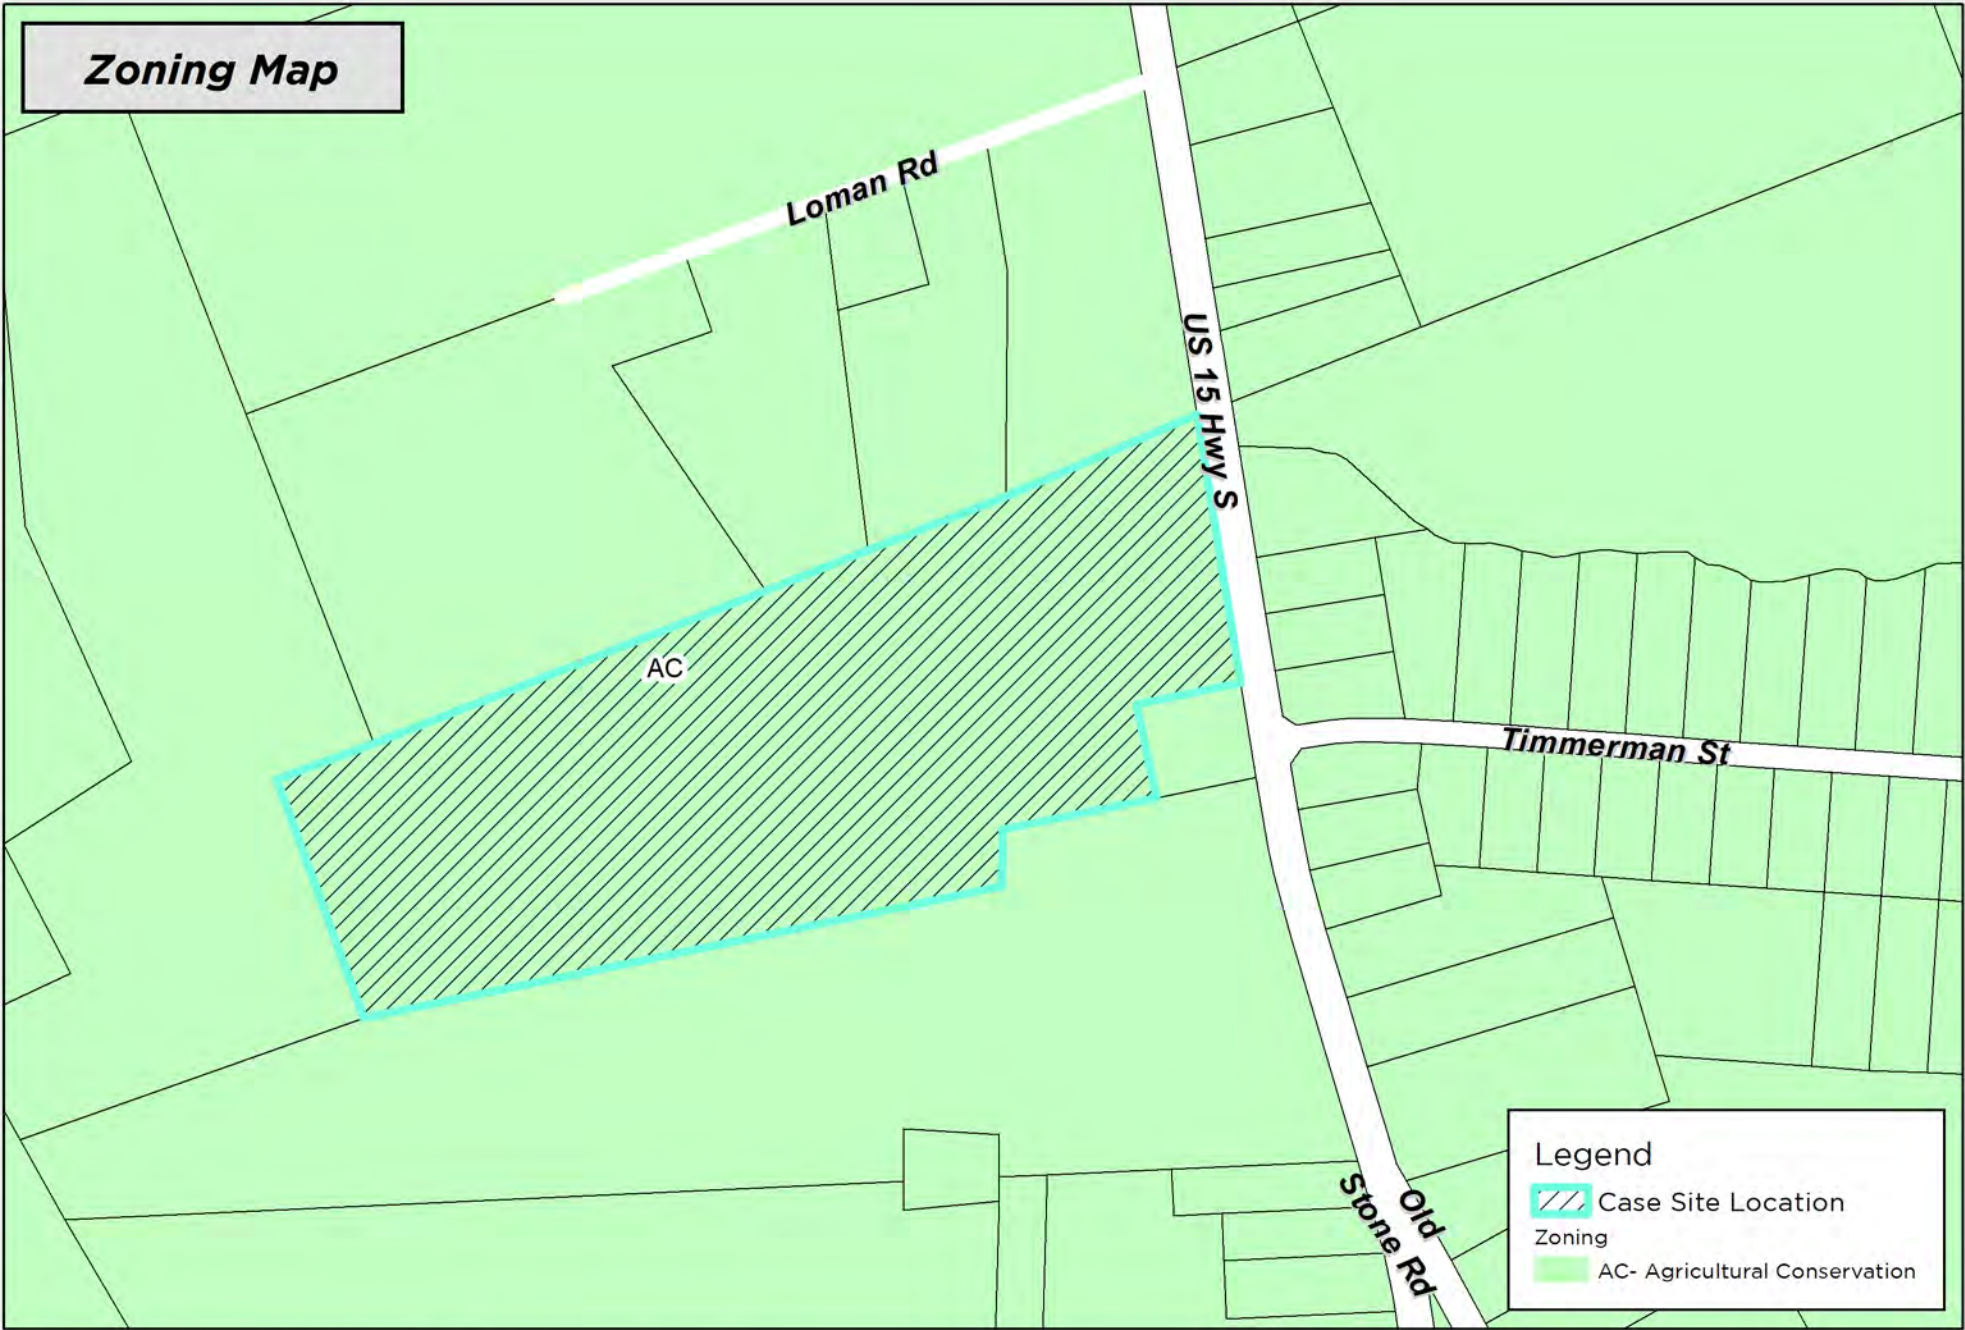 Zoning Map
Loman Rd
US 15 Hwy S
AC
Timmerman St
Old
Stone Rd
Legend
Case Site Location
Zoning
AC- Agricultural Conservation